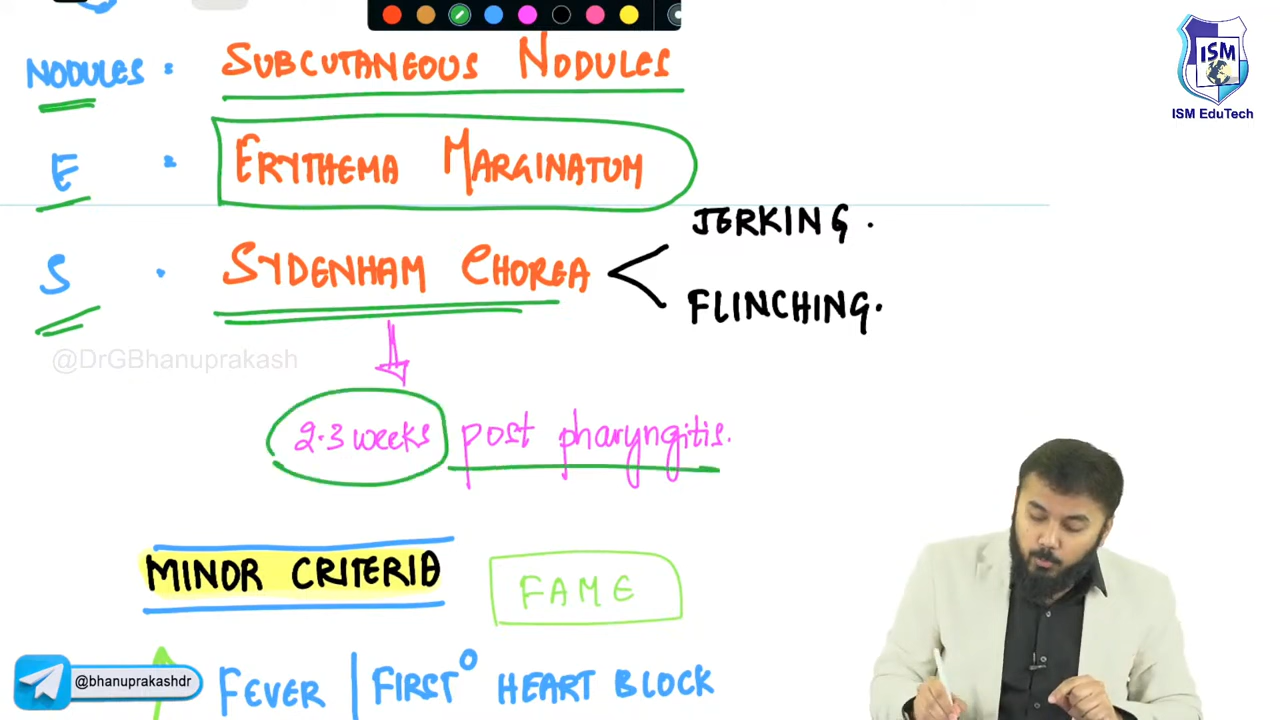 ISM
ISM EduTech
NODULES = SUBCUTANEOUS NODULES
E = ERYTHEMA MARGINATUM
S . SYDENHAM CHOREA
JERKING.
FLINCHING.
@DrGBhanuprakash
2-3 weeks post pharyngitis.
MINOR CRITERIA
FAME
@bhanuprakashdr
FEVER | FIRST° HEART BLOCK